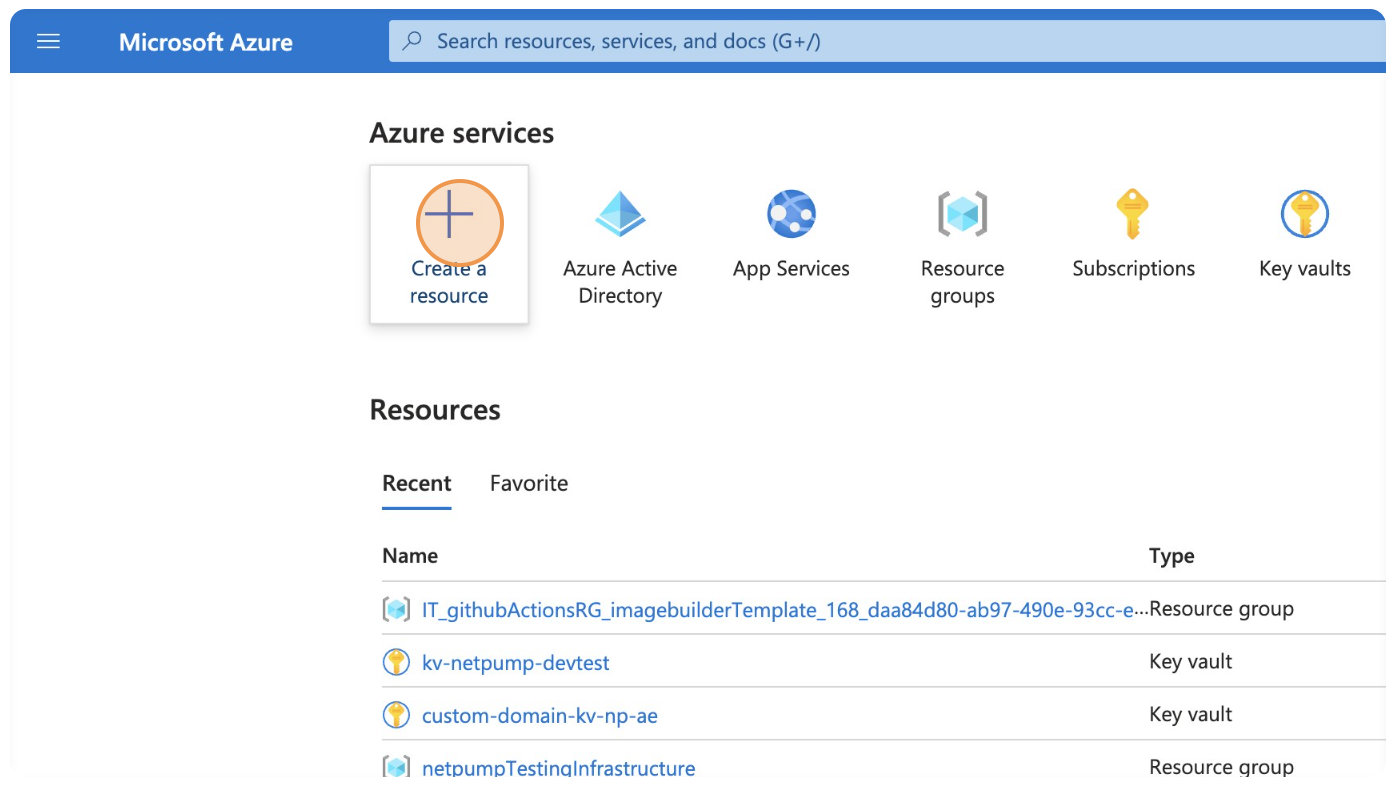 Microsoft Azure
Search resources, services, and docs (G+/)
Azure services
Create a
resource
Azure Active
Directory
App Services
Resource
groups
Subscriptions
Key vaults
Resources
Recent Favorite
Name Type
IT_githubActionsRG_imagebuilderTemplate_168_daa84d80-ab97-490e-93cc-e... Resource group
kv-netpump-devtest Key vault
custom-domain-kv-np-ae Key vault
netpumpTestingInfrastructure Resource group